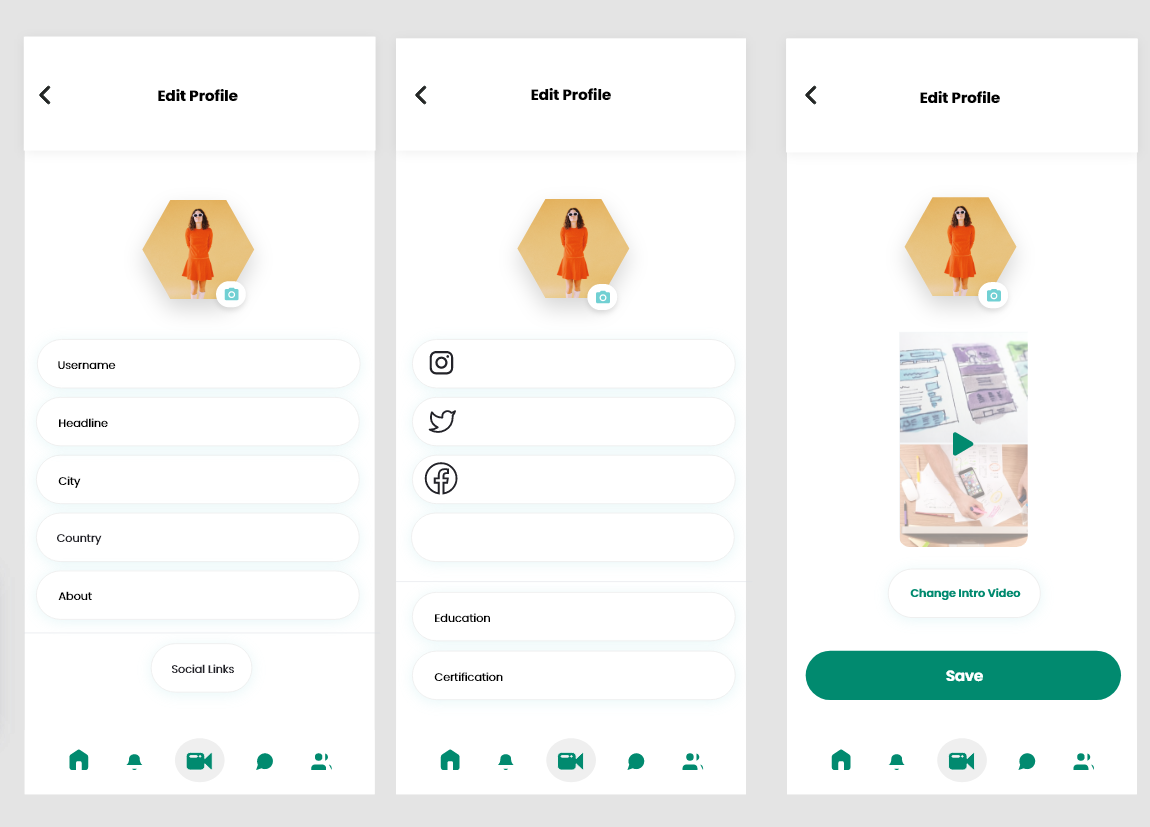 Edit Profile
Username
Headline
City
Country
About
Social Links
Edit Profile
Education
Certification
Edit Profile
Change Intro Video
Save